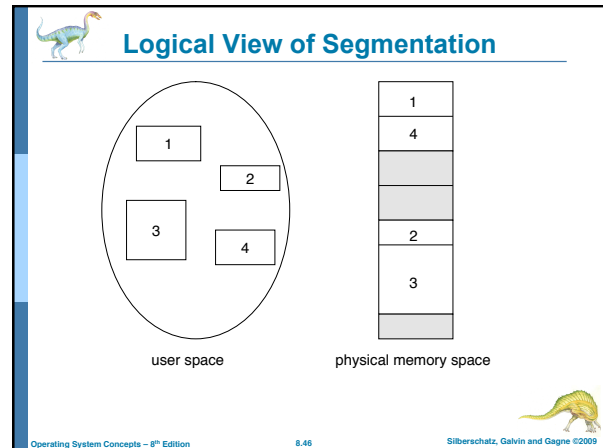 Logical View of Segmentation
1
2
3
4
user space
1
4
2
3
physical memory space
Operating System Concepts – 8th Edition
8.46
Silberschatz, Galvin and Gagne ©2009